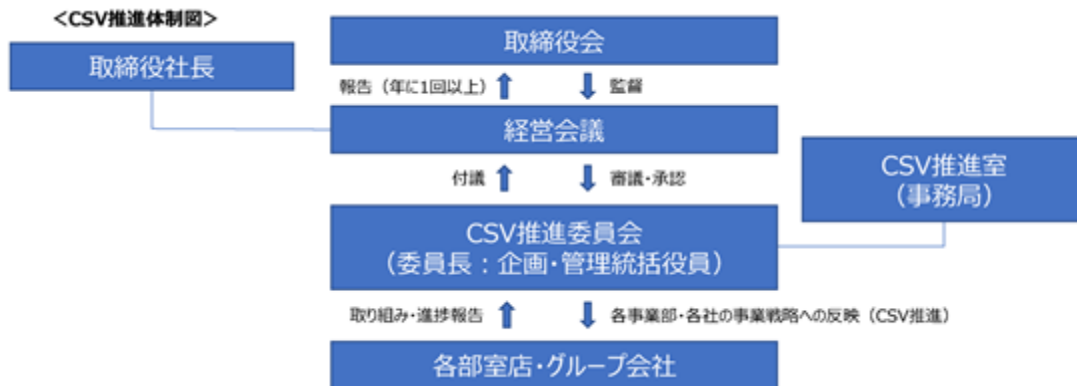 ＜CSV推進体制図＞
取締役会
取締役社長
報告（年に1回以上）
監督
経営会議
付議
審議・承認
CSV推進室
（事務局）
CSV推進委員会
（委員長：企画・管理統括役員）
取り組み・進捗報告
各事業部・各社の事業戦略への反映（CSV推進）
各部室店・グループ会社